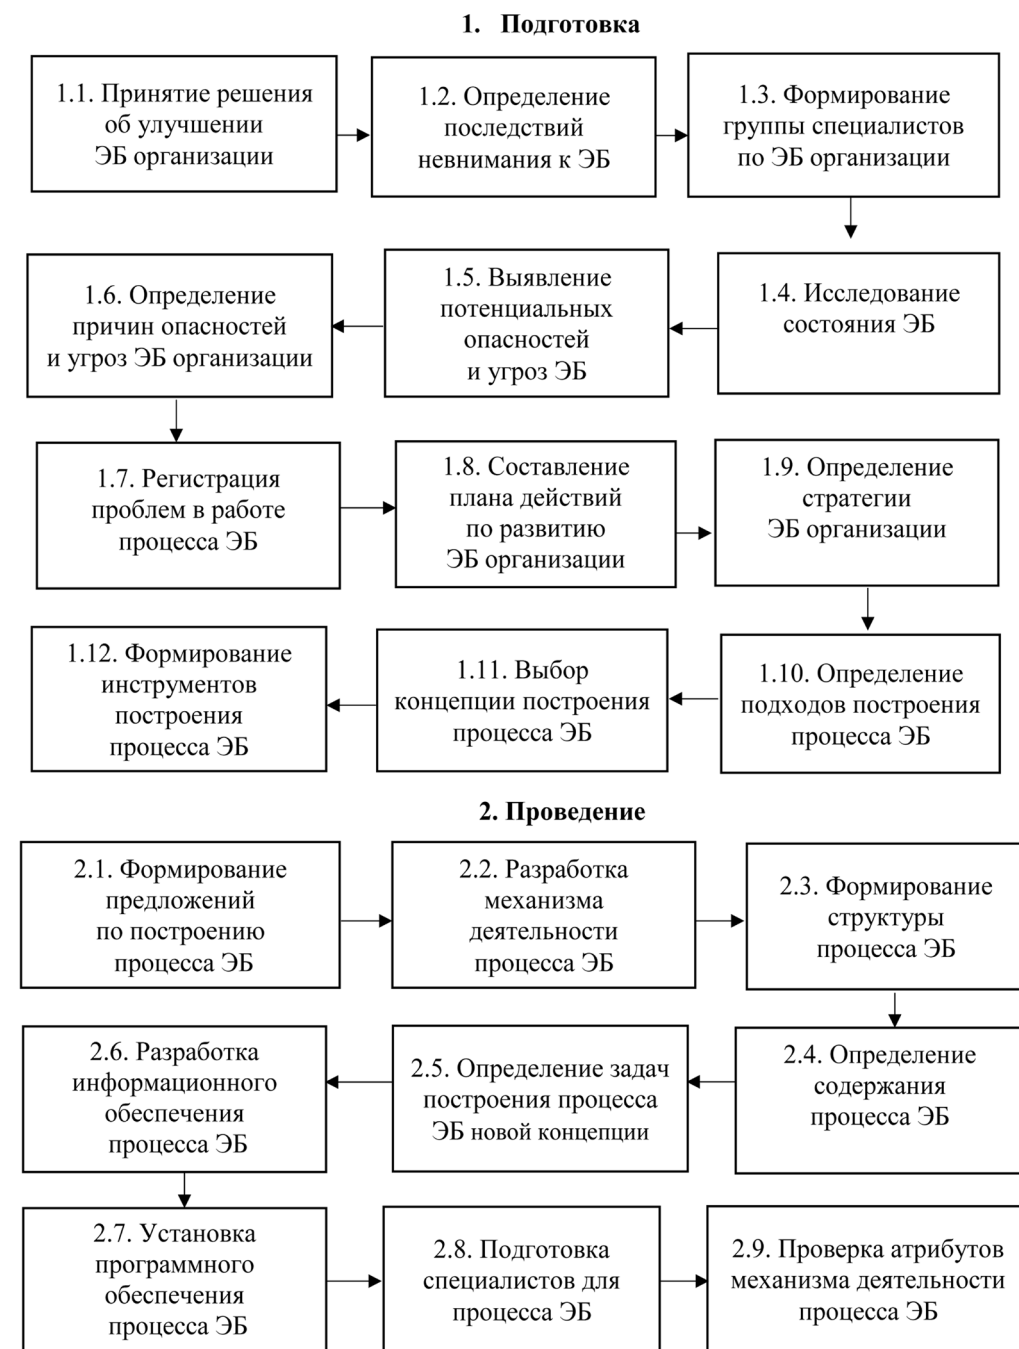 1. Подготовка
1.1. Принятие решения
об улучшении
ЭБ организации
1.2. Определение
последствий
невнимания к ЭБ
1.3. Формирование
группы специалистов
по ЭБ организации
1.4. Исследование
состояния ЭБ
1.5. Выявление
потенциальных
опасностей
и угроз ЭБ
1.6. Определение
причин опасностей
и угроз ЭБ организации
1.7. Регистрация
проблем в работе
процесса ЭБ
1.8. Составление
плана действий
по развитию
ЭБ организации
1.9. Определение
стратегии
ЭБ организации
1.10. Определение
подходов построения
процесса ЭБ
1.11. Выбор
концепции построения
процесса ЭБ
1.12. Формирование
инструментов
построения
процесса ЭБ
2. Проведение
2.1. Формирование
предложений
по построению
процесса ЭБ
2.2. Разработка
механизма
деятельности
процесса ЭБ
2.3. Формирование
структуры
процесса ЭБ
2.4. Определение
содержания
процесса ЭБ
2.5. Определение задач
построения процесса
ЭБ новой концепции
2.6. Разработка
информационного
обеспечения
процесса ЭБ
2.7. Установка
программного
обеспечения
процесса ЭБ
2.8. Подготовка
специалистов для
процесса ЭБ
2.9. Проверка атрибутов
механизма деятельности
процесса ЭБ